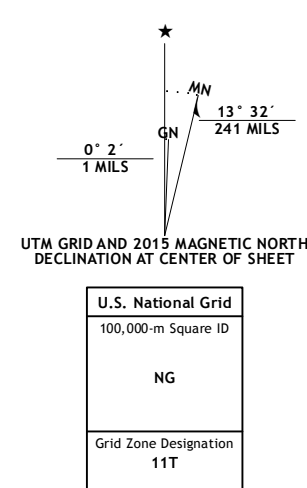 ★
MN
GN
13° 32´
241 MILS
0° 2´
1 MILS
UTM GRID AND 2015 MAGNETIC NORTH
DECLINATION AT CENTER OF SHEET
U.S. National Grid
100,000-m Square ID
NG
Grid Zone Designation
11T